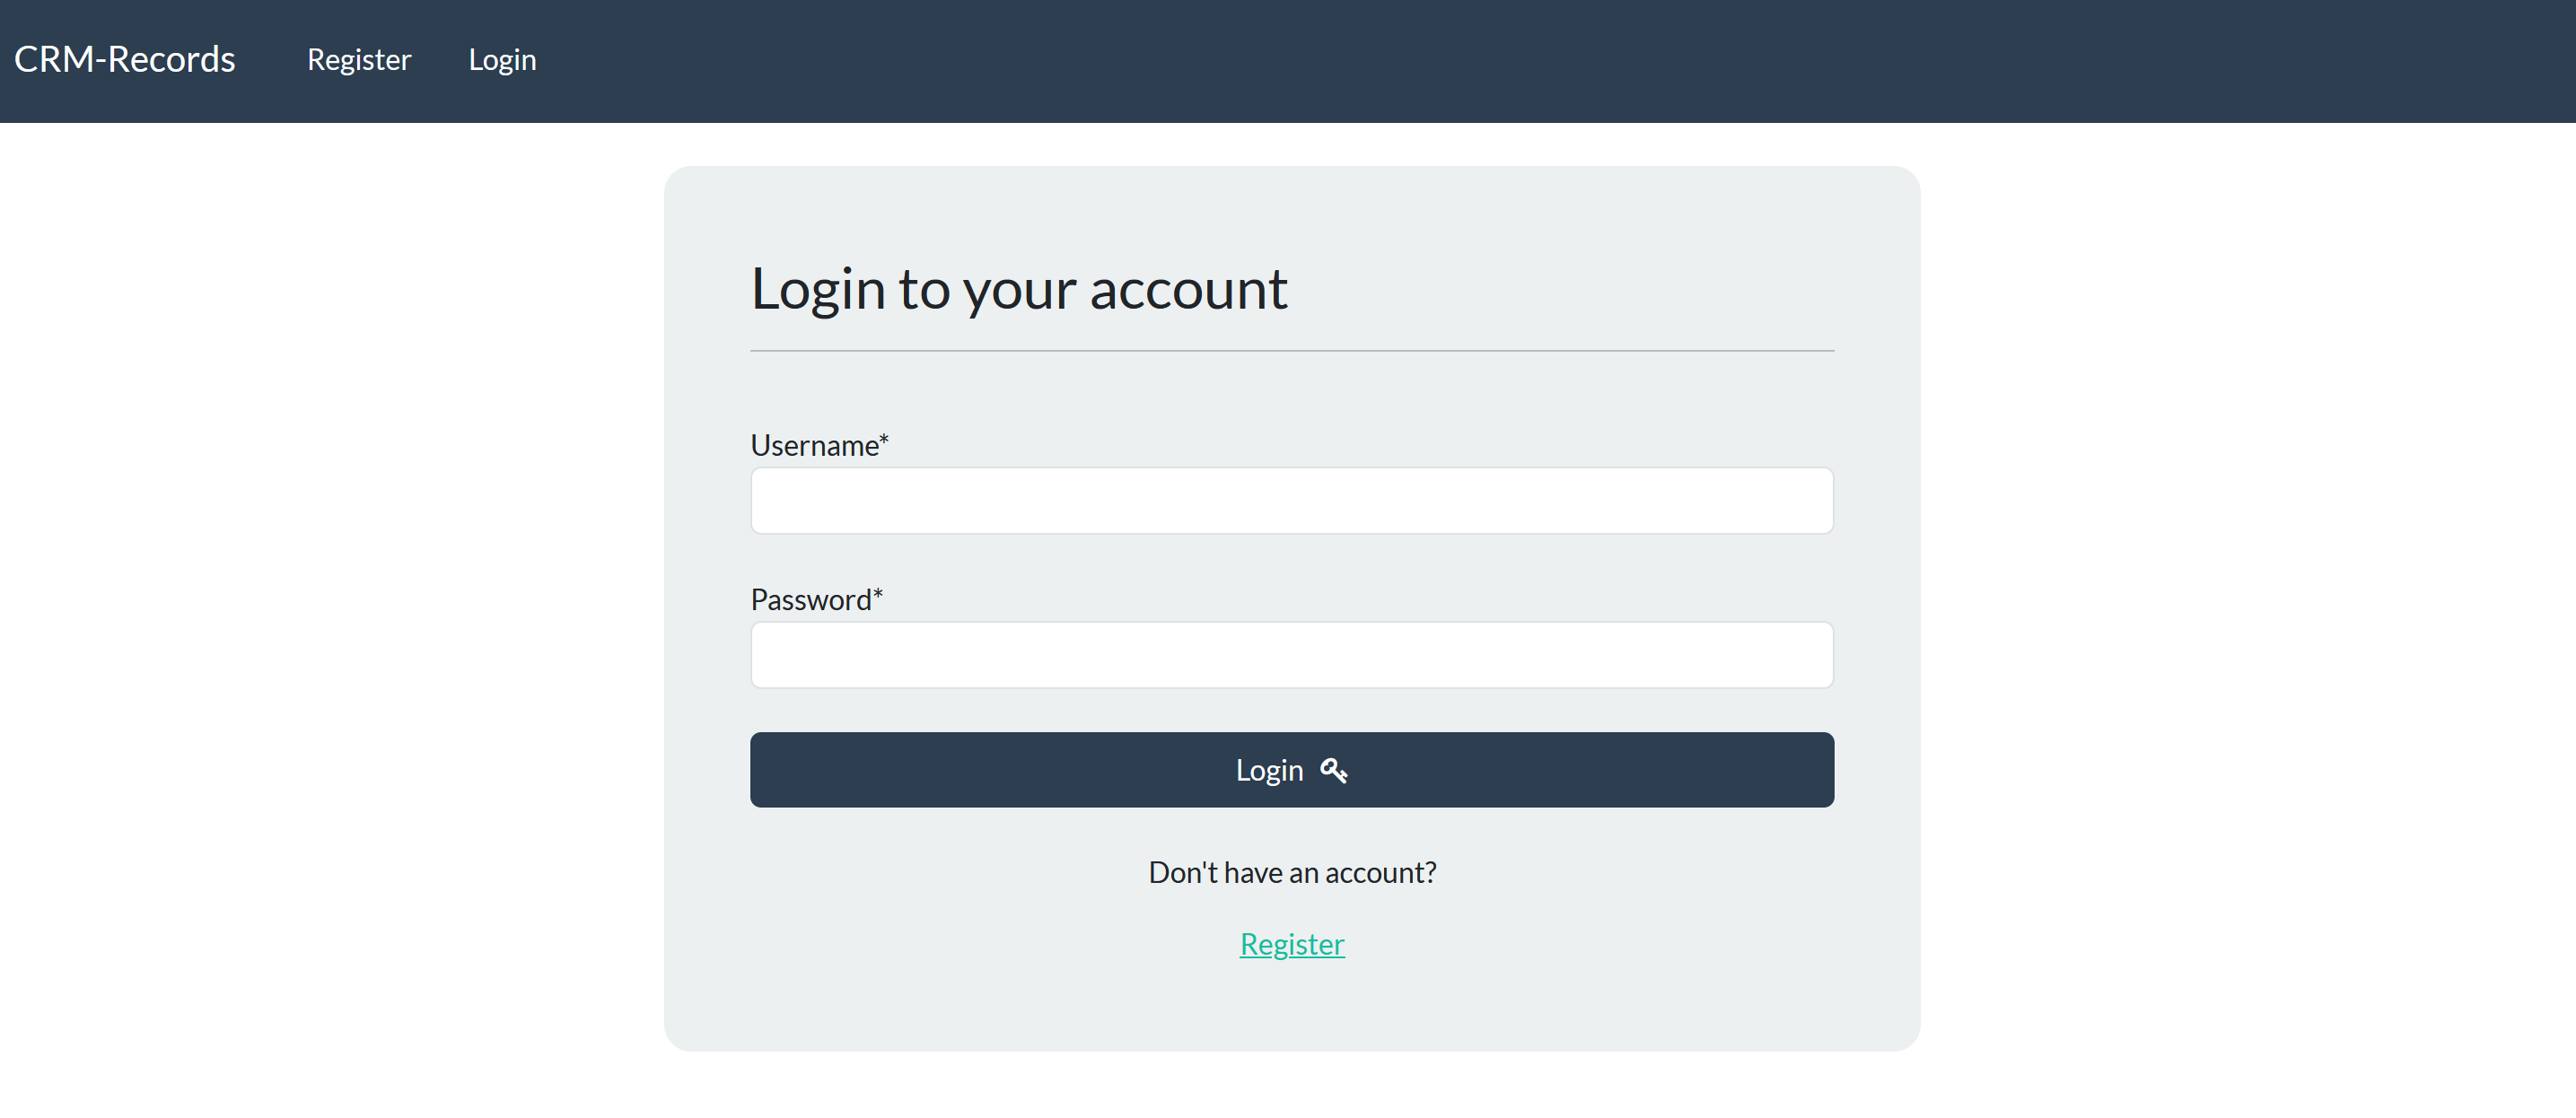 CRM-Records Register Login
Login to your account
Username*
Password*
Login
Don't have an account?
Register